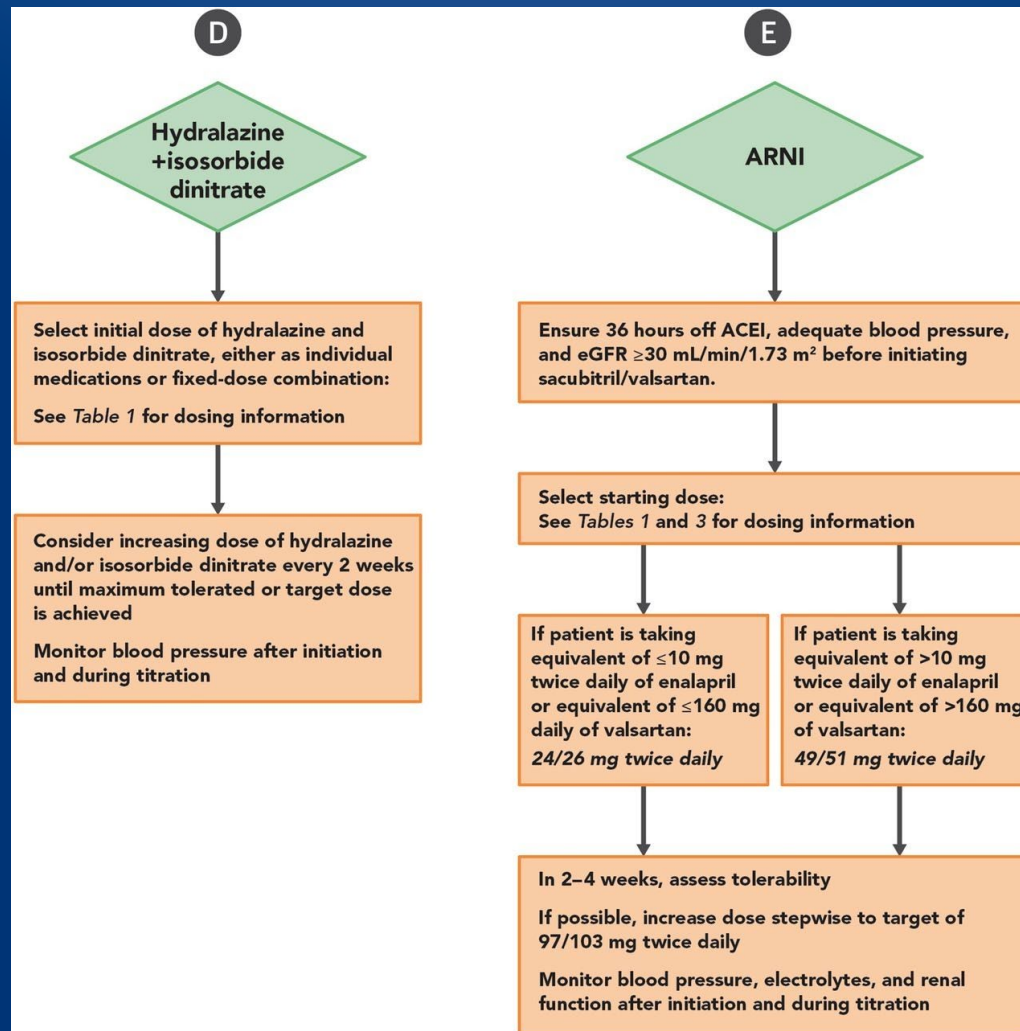 D
Hydralazine
+isosorbide
dinitrate
Select initial dose of hydralazine and
isosorbide dinitrate, either as individual
medications or fixed-dose combination:
See Table 1 for dosing information
Consider increasing dose of hydralazine
and/or isosorbide dinitrate every 2 weeks
until maximum tolerated or target dose
is achieved
Monitor blood pressure after initiation
and during titration
E
ARNI
Ensure 36 hours off ACEI, adequate blood pressure,
and eGFR ≥30 mL/min/1.73 m² before initiating
sacubitril/valsartan.
Select starting dose:
See Tables 1 and 3 for dosing information
If patient is taking
equivalent of ≤10 mg
twice daily of enalapril
or equivalent of ≤160 mg
daily of valsartan:
24/26 mg twice daily
If patient is taking
equivalent of >10 mg
twice daily of enalapril
or equivalent of >160 mg
of valsartan:
49/51 mg twice daily
In 2–4 weeks, assess tolerability
If possible, increase dose stepwise to target of
97/103 mg twice daily
Monitor blood pressure, electrolytes, and renal
function after initiation and during titration